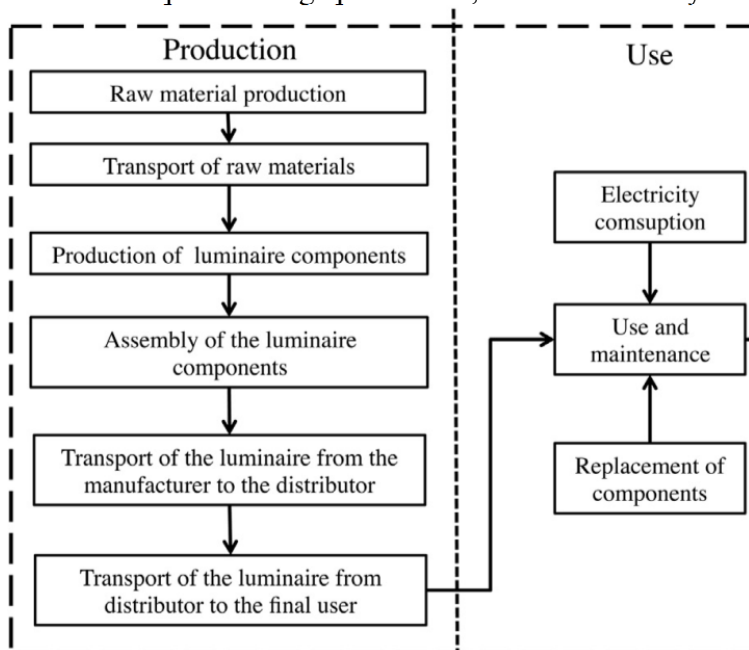 Production
Raw material production
Transport of raw materials
Production of luminaire components
Assembly of the luminaire
components
Transport of the luminaire from the
manufacturer to the distributor
Transport of the luminaire from
distributor to the final user
Use
Electricity
comsuption
Use and
maintenance
Replacement of
components